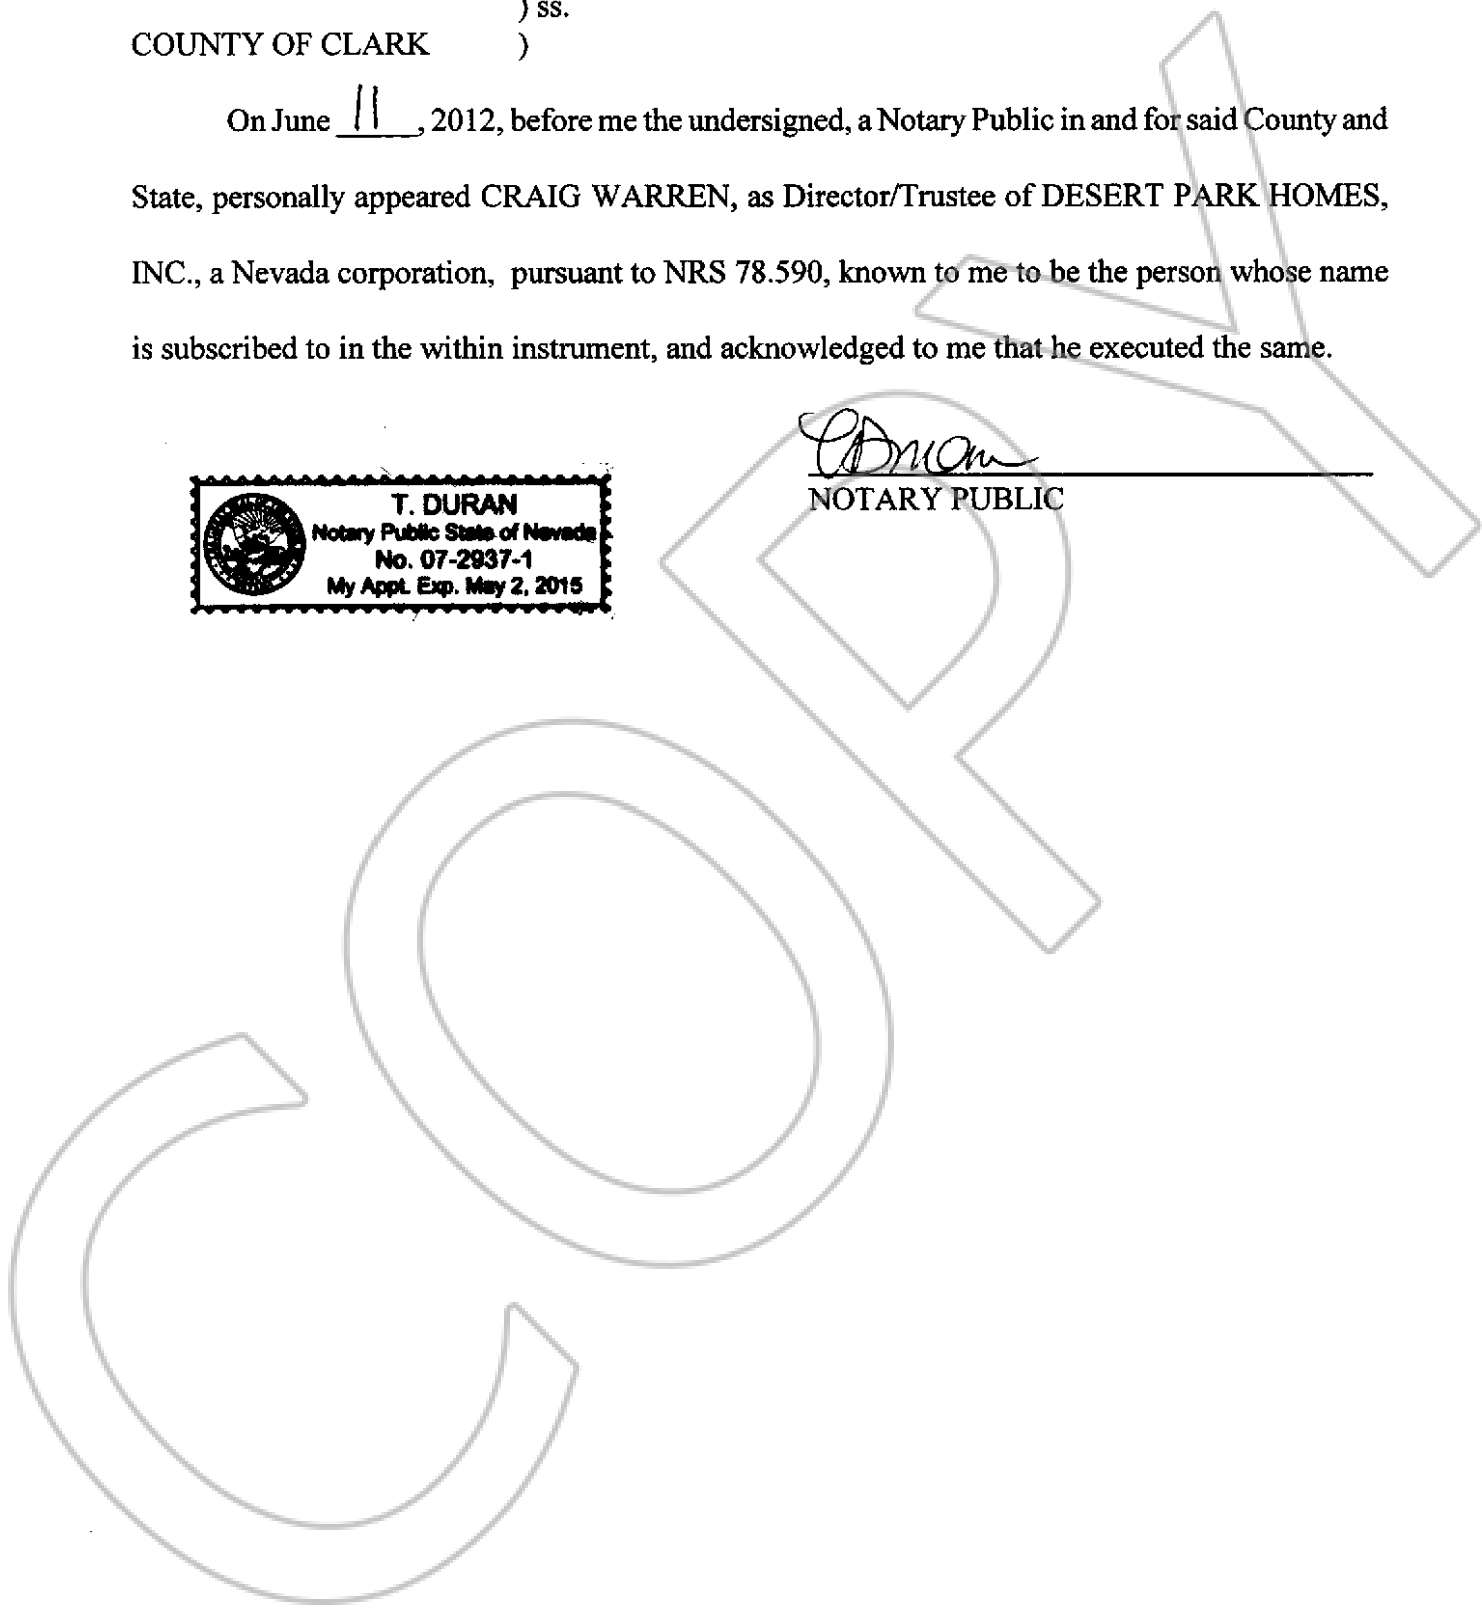 ) ss.
COUNTY OF CLARK )
On June 11, 2012, before me the undersigned, a Notary Public in and for said County and
State, personally appeared CRAIG WARREN, as Director/Trustee of DESERT PARK HOMES,
INC., a Nevada corporation, pursuant to NRS 78.590, known to me to be the person whose name
is subscribed to in the within instrument, and acknowledged to me that he executed the same.
NOTARY PUBLIC
T. DURAN
Notary Public State of Nevada
No. 07-2937-1
My Appt. Exp. May 2, 2015
COPY